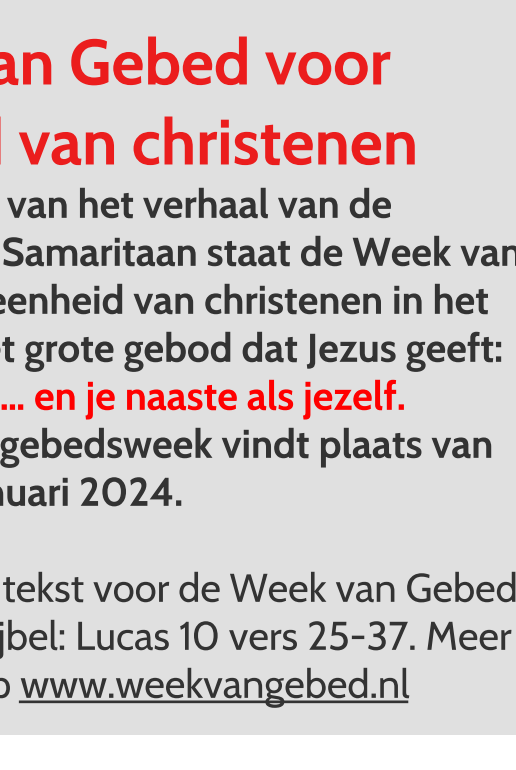 an Gebed voor
van christenen
van het verhaal van de
Samaritaan staat de Week van
eenheid van christenen in het
t grote gebod dat Jezus geeft:
... en je naaste als jezelf.
gebedsweek vindt plaats van
nuari 2024.
tekst voor de Week van Gebed
jbel: Lucas 10 vers 25-37. Meer
www.weekvangebed.nl